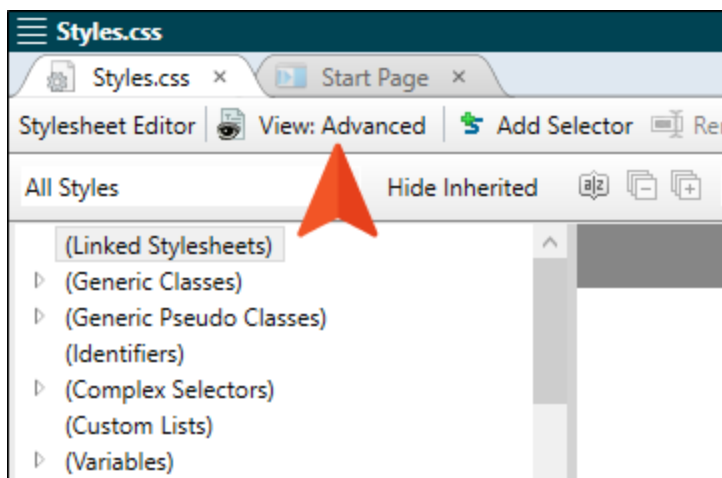 Styles.css
Styles.css × Start Page ×
Stylesheet Editor View: Advanced Add Selector
All Styles Hide Inherited a|z
(Linked Stylesheets)
(Generic Classes)
(Generic Pseudo Classes)
(Identifiers)
(Complex Selectors)
(Custom Lists)
(Variables)